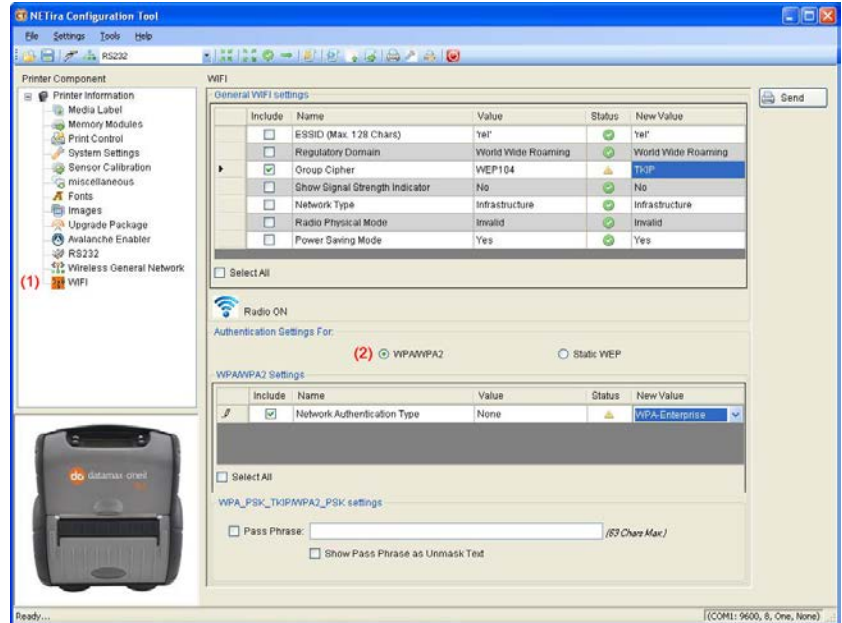 NETira Configuration Tool
File Settings Tools Help
RS232
Printer Component
Printer Information
Media Label
Memory Modules
Print Control
System Settings
Sensor Calibration
miscellaneous
Fonts
Images
Upgrade Package
Avalanche Enabler
RS232
Wireless General Network
(1) WIFI
datamax·oneil
WIFI
General WIFI settings
Include Name Value Status New Value
ESSID (Max. 128 Chars) 'rel' 'rel'
Regulatory Domain World Wide Roaming World Wide Roaming
Group Cipher WEP104 TKIP
Show Signal Strength Indicator No No
Network Type Infrastructure Infrastructure
Radio Physical Mode Invalid Invalid
Power Saving Mode Yes Yes
Select All
Radio ON
Authentication Settings For:
(2) WPA/WPA2 Static WEP
WPA/WPA2 Settings
Include Name Value Status New Value
Network Authentication Type None WPA-Enterprise
Select All
WPA_PSK_TKIP/WPA2_PSK settings
Pass Phrase: (63 Chars Max.)
Show Pass Phrase as Unmask Text
Send
Ready... (COM1: 9600, 8, One, None)